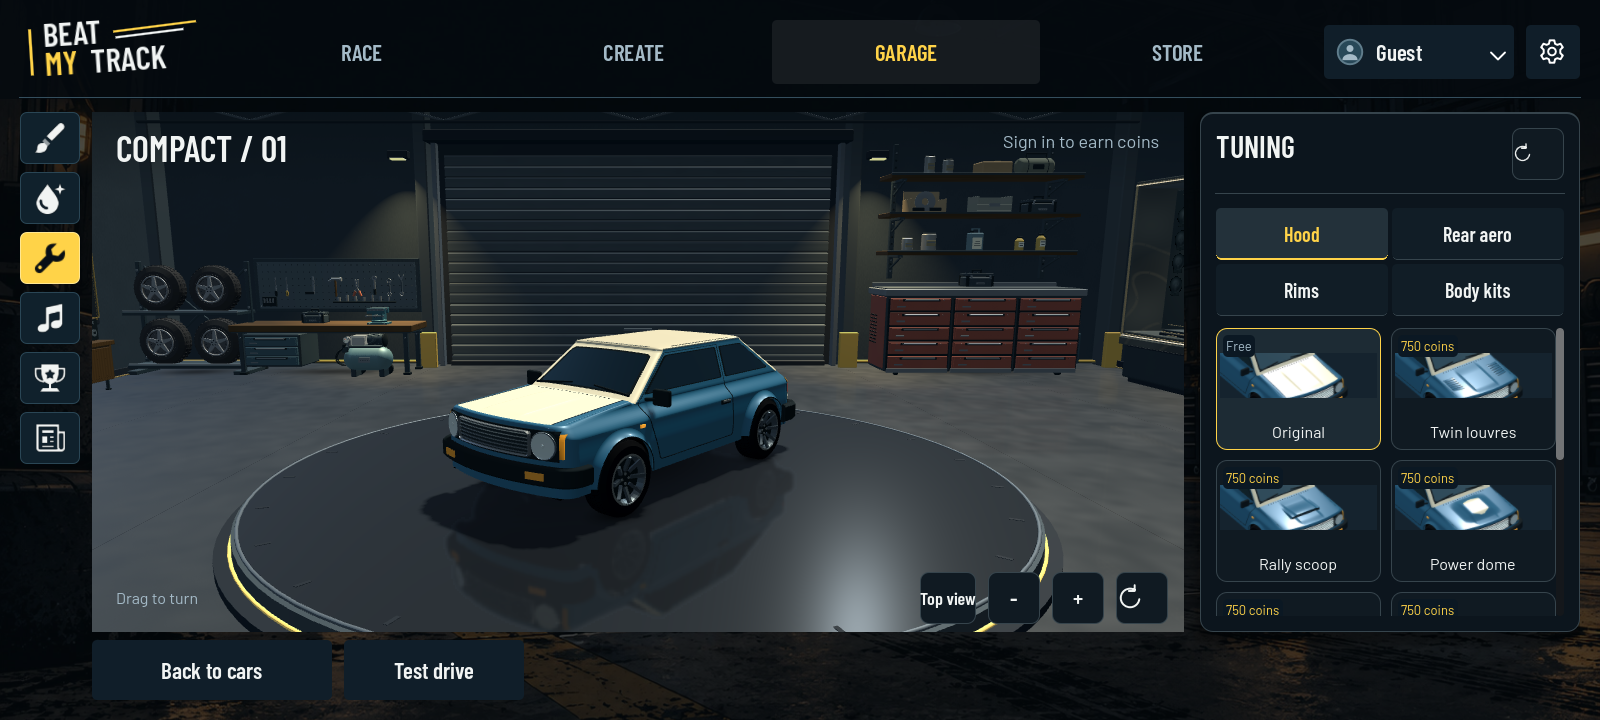 BEAT
MY TRACK
RACE
CREATE
GARAGE
STORE
Guest
COMPACT / 01
Sign in to earn coins
TUNING
Hood
Rear aero
Rims
Body kits
Free
750 coins
Original
Twin louvres
750 coins
750 coins
Rally scoop
Power dome
750 coins
750 coins
Drag to turn
Top view
-
+
Back to cars
Test drive